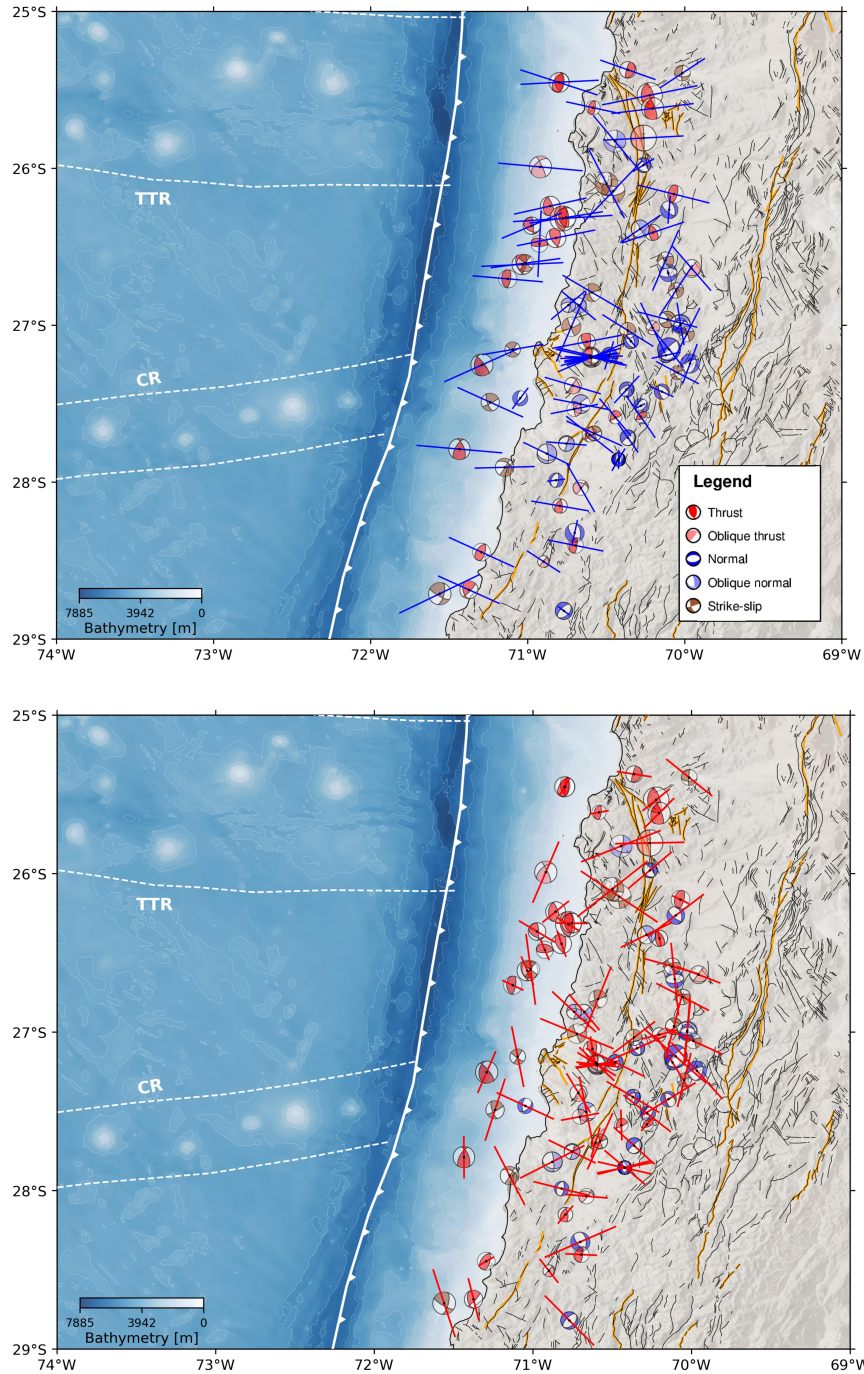 25°S
26°S
TTR
27°S
CR
28°S
Legend
Thrust
Oblique thrust
Normal
Oblique normal
Strike-slip
7885 3942 0
Bathymetry [m]
29°S
74°W 73°W 72°W 71°W 70°W 69°W
25°S
26°S
TTR
27°S
CR
28°S
7885 3942 0
Bathymetry [m]
29°S
74°W 73°W 72°W 71°W 70°W 69°W